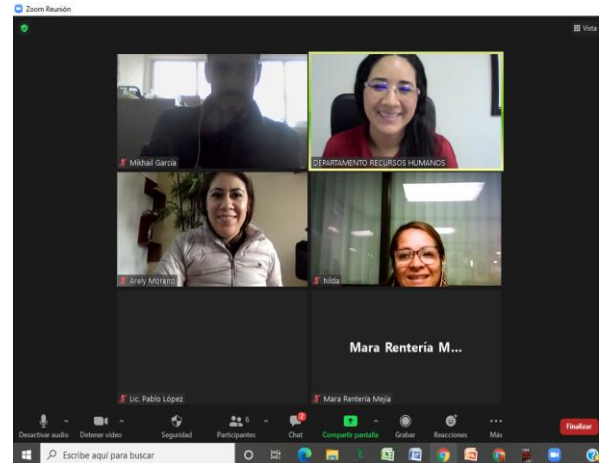 Zoom Reunión
Vista
Mikhail García
DEPARTAMENTO RECURSOS HUMANOS
Arely Moreno
hilda
Mara Rentería M...
Lic. Pablo López
Mara Rentería Mejía
6
2
Desactivar audio
Detener video
Seguridad
Participantes
Chat
Compartir pantalla
Grabar
Reacciones
Más
Finalizar
Escribe aquí para buscar